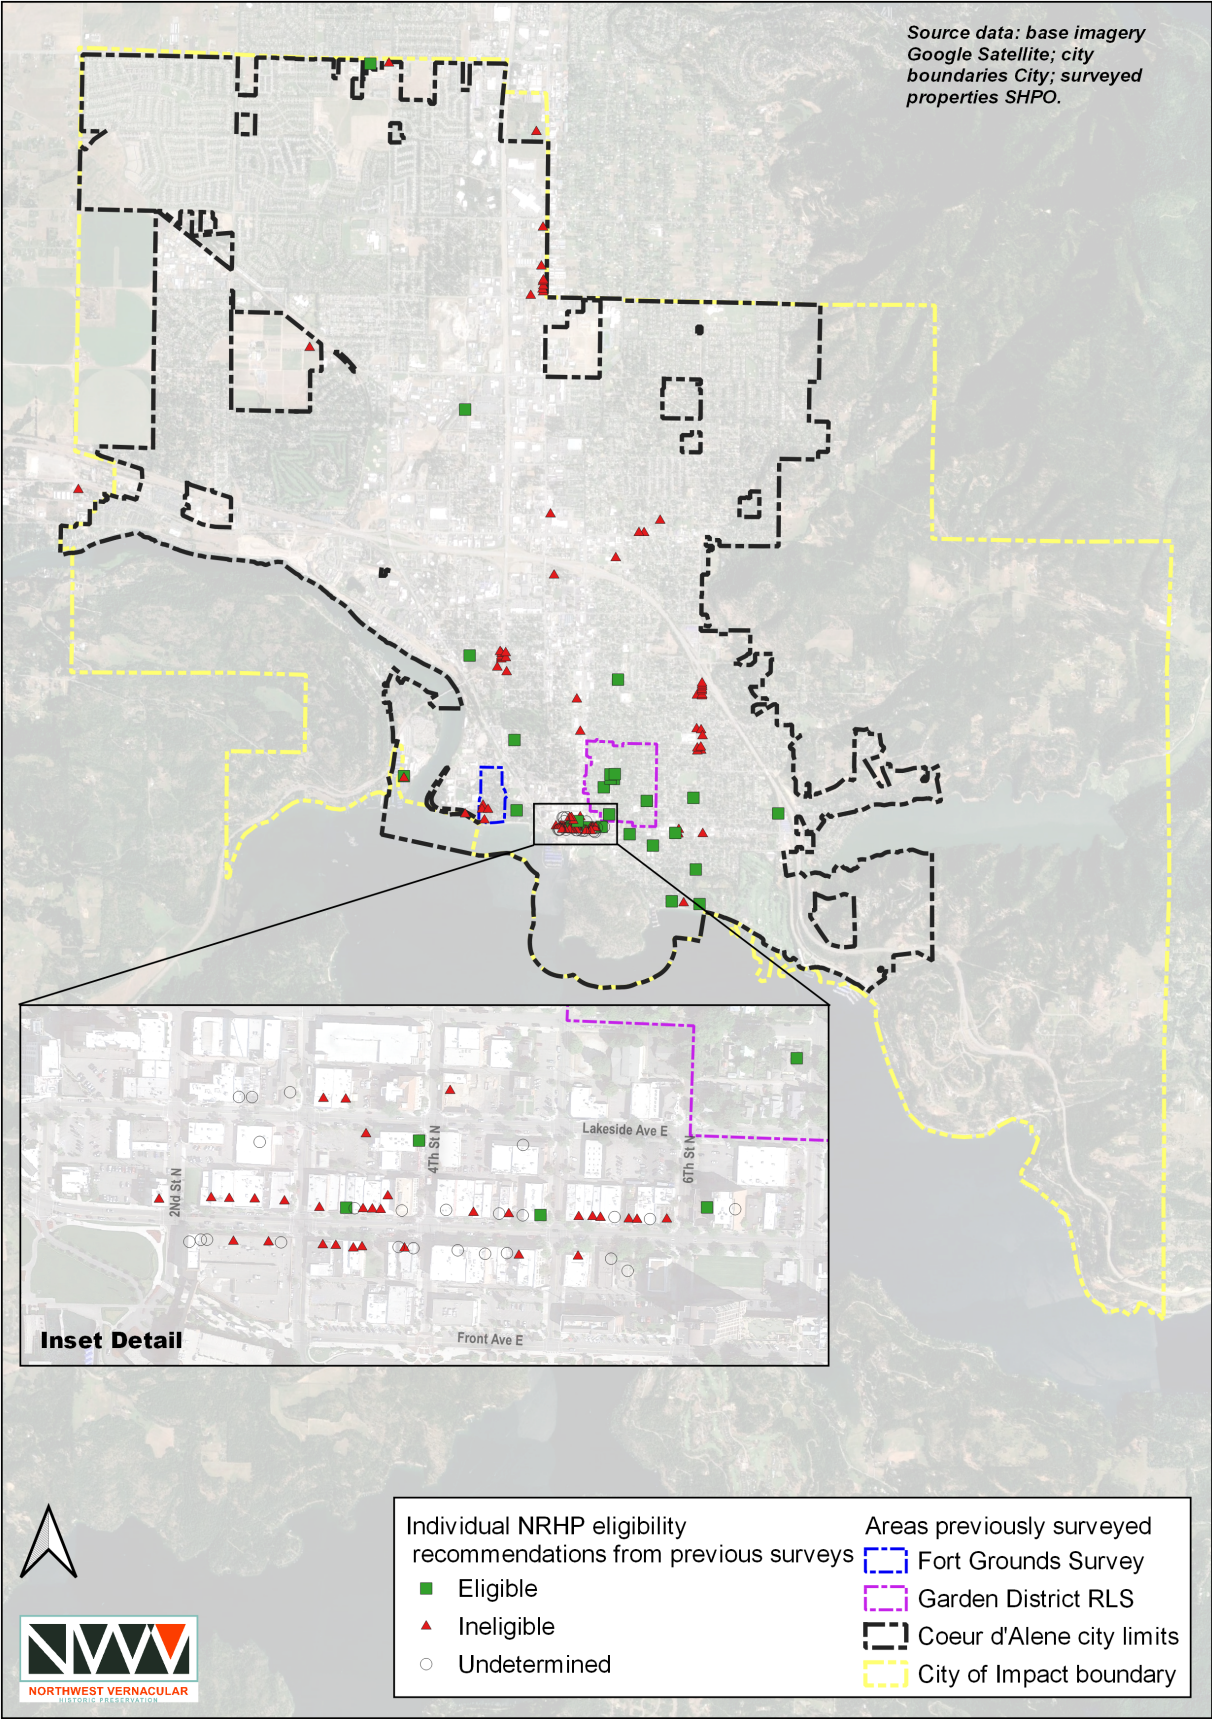 Source data: base imagery
Google Satellite; city
boundaries City; surveyed
properties SHPO.
Lakeside Ave E
4Th St N
6Th St N
2Nd St N
Front Ave E
Inset Detail
Individual NRHP eligibility
recommendations from previous surveys
Eligible
Ineligible
Undetermined
Areas previously surveyed
Fort Grounds Survey
Garden District RLS
Coeur d'Alene city limits
City of Impact boundary
NWV
NORTHWEST VERNACULAR
HISTORIC PRESERVATION